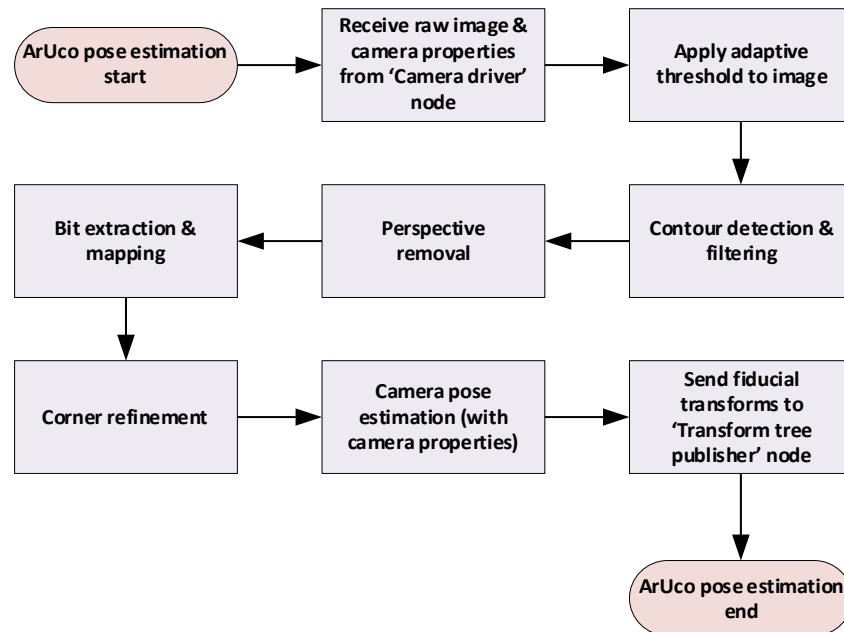 ArUco pose estimation
start
Receive raw image &
camera properties
from ‘Camera driver’
node
Apply adaptive
threshold to image
Contour detection &
filtering
Perspective
removal
Bit extraction &
mapping
Corner refinement
Camera pose
estimation (with
camera properties)
Send fiducial
transforms to
‘Transform tree
publisher’ node
ArUco pose estimation
end